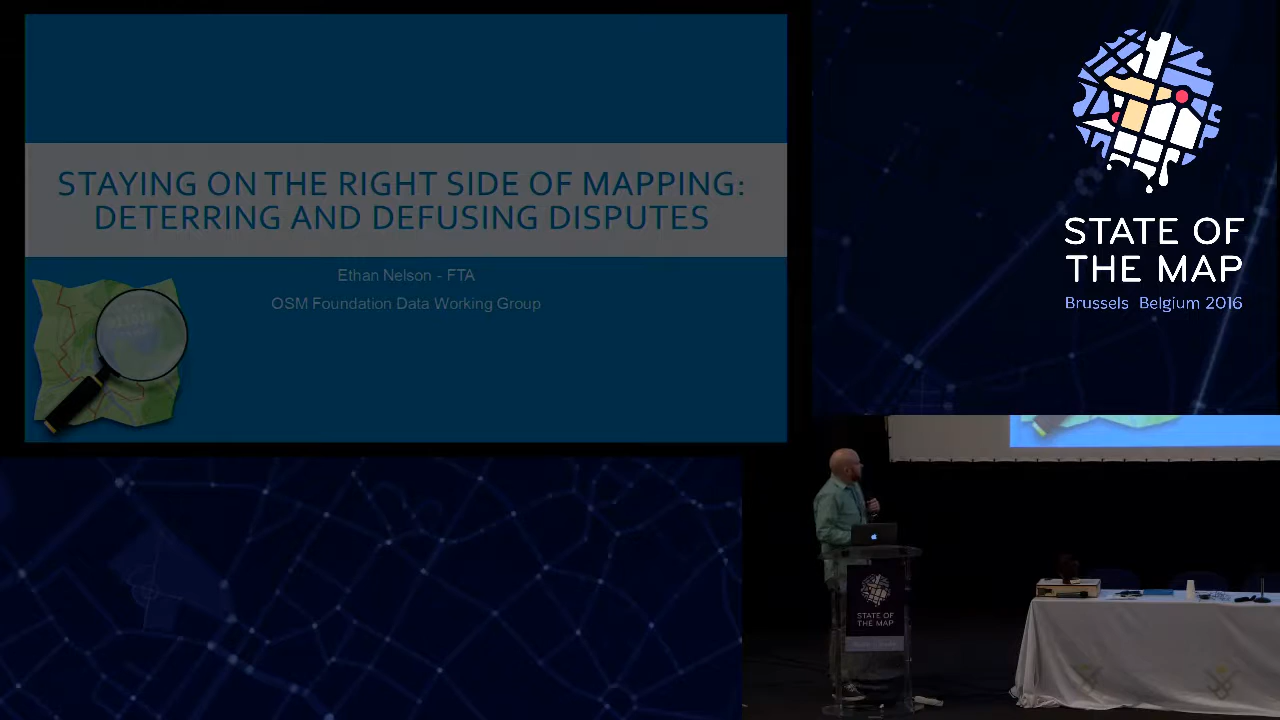 STAYING ON THE RIGHT SIDE OF MAPPING:
DETERRING AND DEFUSING DISPUTES
Ethan Nelson - FTA
OSM Foundation Data Working Group
STATE OF
THE MAP
Brussels Belgium 2016
STATE OF
THE MAP